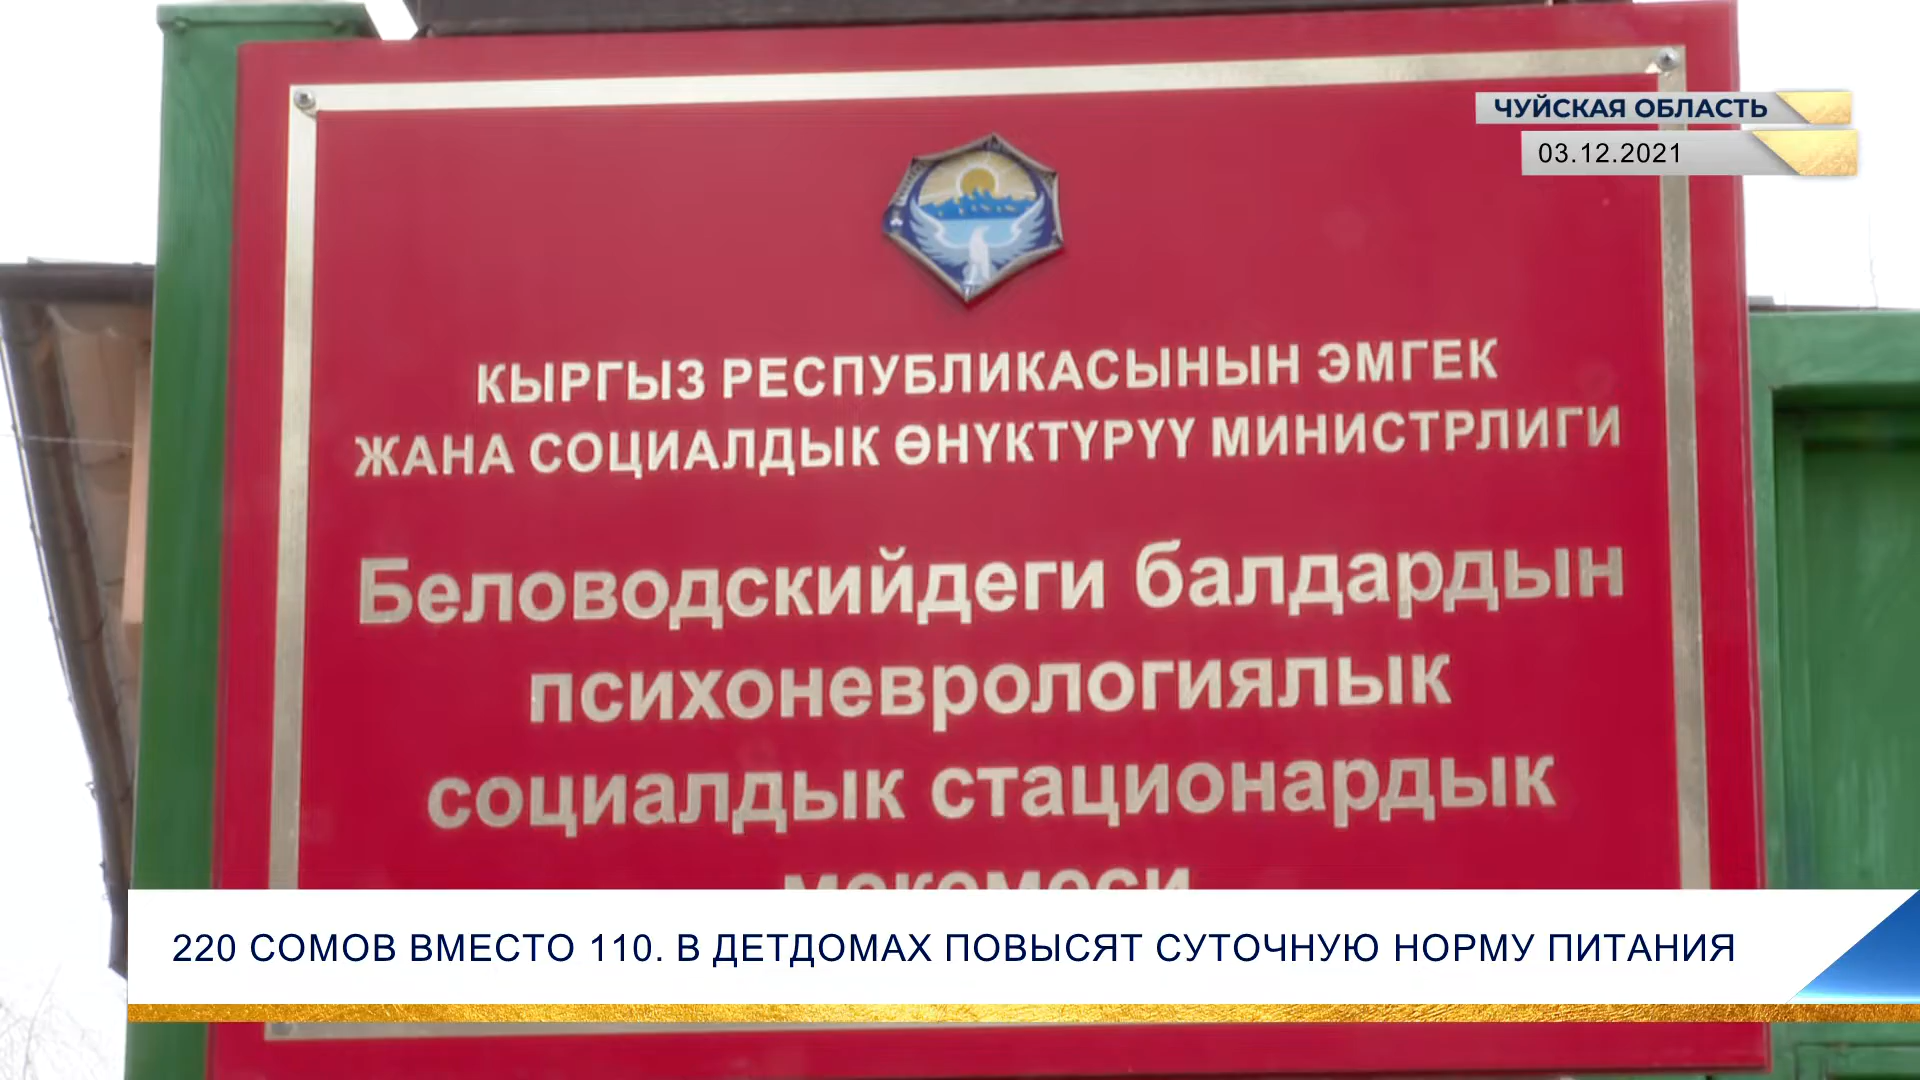 ЧУЙСКАЯ ОБЛАСТЬ
03.12.2021
КЫРГЫЗ РЕСПУБЛИКАСЫНЫН ЭМГЕК
ЖАНА СОЦИАЛДЫК ӨНҮКТҮРҮҮ МИНИСТРЛИГИ
Беловодскийдеги балдардын
психоневрологиялык
социалдык стационардык
мекемеси
220 СОМОВ ВМЕСТО 110. В ДЕТДОМАХ ПОВЫСЯТ СУТОЧНУЮ НОРМУ ПИТАНИЯ